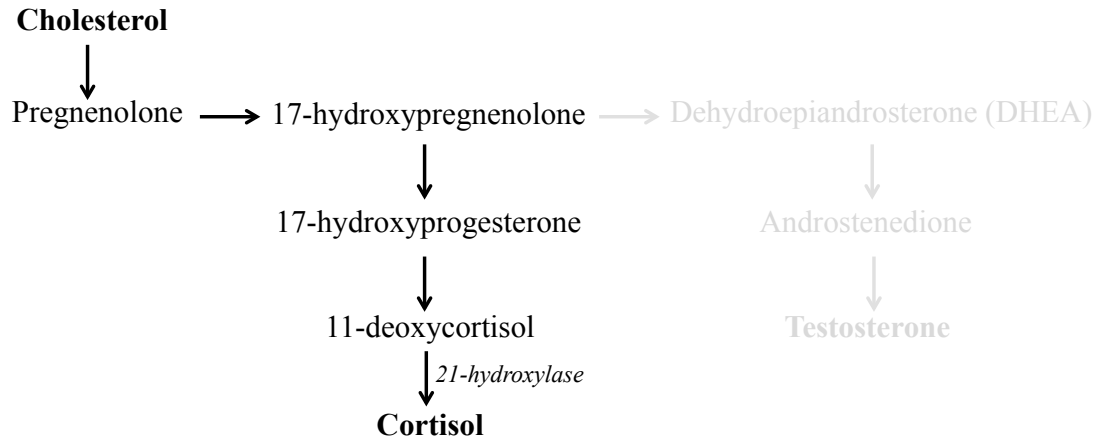 Cholesterol
Pregnenolone
17-hydroxypregnenolone
Dehydroepiandrosterone (DHEA)
17-hydroxyprogesterone
Androstenedione
11-deoxycortisol
Testosterone
21-hydroxylase
Cortisol